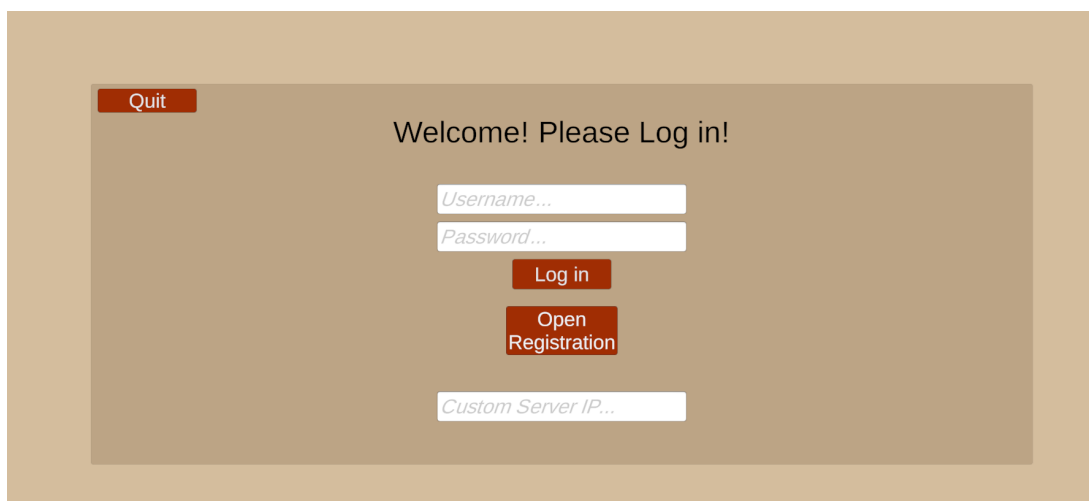 Quit
Welcome! Please Log in!
Username...
Password...
Log in
Open
Registration
Custom Server IP...